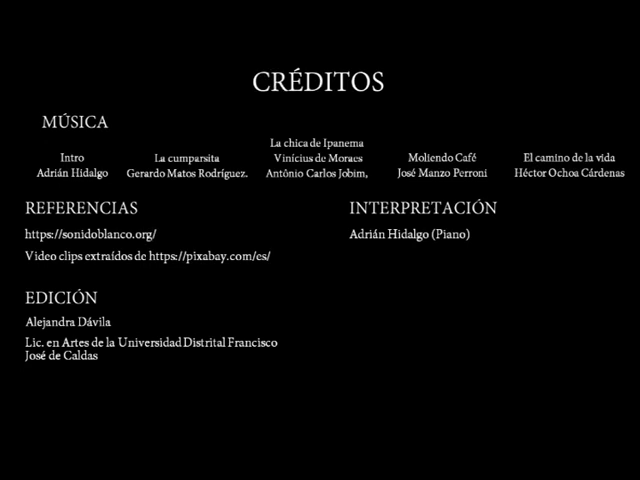 CRÉDITOS
MÚSICA
Intro
Adrián Hidalgo
La cumparsita
Gerardo Matos Rodríguez.
La chica de Ipanema
Vinícius de Moraes
Antônio Carlos Jobim,
Moliendo Café
José Manzo Perroni
El camino de la vida
Héctor Ochoa Cárdenas
REFERENCIAS
https://sonidoblanco.org/
Video clips extraídos de https://pixabay.com/es/
INTERPRETACIÓN
Adrián Hidalgo (Piano)
EDICIÓN
Alejandra Dávila
Lic. en Artes de la Universidad Distrital Francisco
José de Caldas